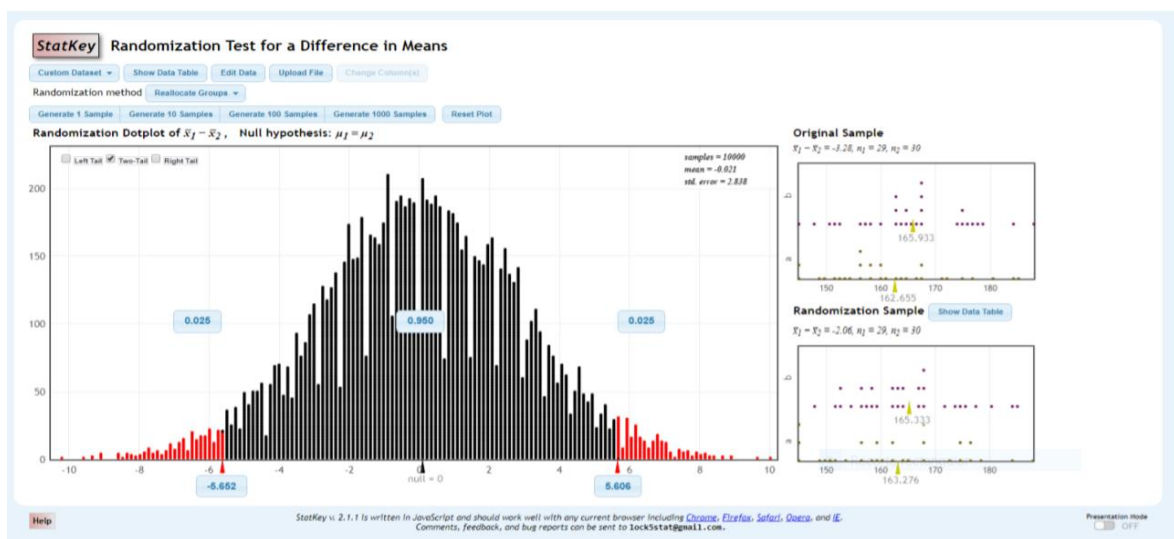 StatKey Randomization Test for a Difference in Means
Custom Dataset Show Data Table Edit Data Upload File Change Column(s)
Randomization method Reallocate Groups
Generate 1 Sample Generate 10 Samples Generate 100 Samples Generate 1000 Samples Reset Plot
Randomization Dotplot of x̄₁ − x̄₂ , Null hypothesis: μ₁ = μ₂
Left Tail Two-Tail Right Tail
samples = 10000
mean = -0.021
std. error = 2.838
200
150
100
50
0
0.025 0.950 0.025
-10 -8 -6 -4 -2 0 2 4 6 8 10
null = 0
-5.652 5.606
Original Sample
x̄₁ − x̄₂ = -3.28, n₁ = 29, n₂ = 30
b
165.933
a
150 160 170 180
162.655
Randomization Sample Show Data Table
x̄₁ − x̄₂ = -2.06, n₁ = 29, n₂ = 30
b
165.333
a
150 160 170 180
163.276
Help
StatKey v. 2.1.1 is written in JavaScript and should work well with any current browser including Chrome, Firefox, Safari, Opera, and IE.
Comments, feedback, and bug reports can be sent to lock5stat@gmail.com.
Presentation Mode
OFF